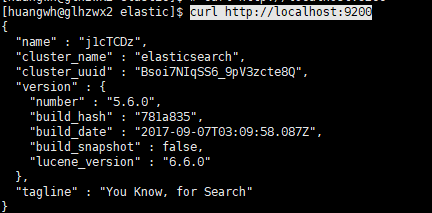 [huangwh@glhzwx2 elastic]$ curl http://localhost:9200
{
  "name" : "j1cTCDz",
  "cluster_name" : "elasticsearch",
  "cluster_uuid" : "Bsoi7NIqSS6_9pV3zcte8Q",
  "version" : {
    "number" : "5.6.0",
    "build_hash" : "781a835",
    "build_date" : "2017-09-07T03:09:58.087Z",
    "build_snapshot" : false,
    "lucene_version" : "6.6.0"
  },
  "tagline" : "You Know, for Search"
}